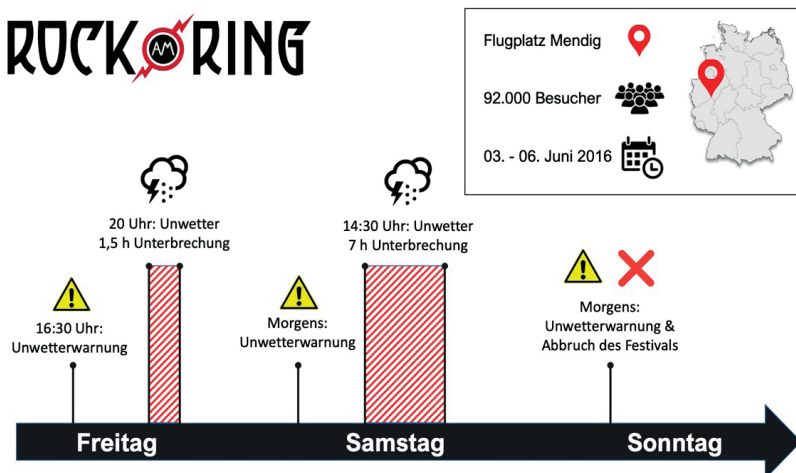 ROCK AM RING
Flugplatz Mendig
92.000 Besucher
03. - 06. Juni 2016
20 Uhr: Unwetter
1,5 h Unterbrechung
14:30 Uhr: Unwetter
7 h Unterbrechung
16:30 Uhr:
Unwetterwarnung
Morgens:
Unwetterwarnung
Morgens:
Unwetterwarnung &
Abbruch des Festivals
Freitag
Samstag
Sonntag